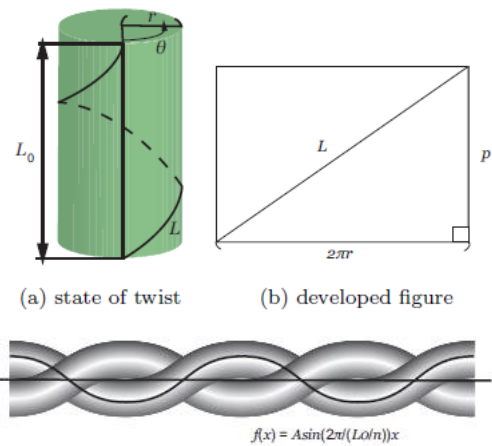 r
θ
L₀
L
(a) state of twist
L
p
2πr
(b) developed figure
f(x) = Asin(2π/(Lo/n))x